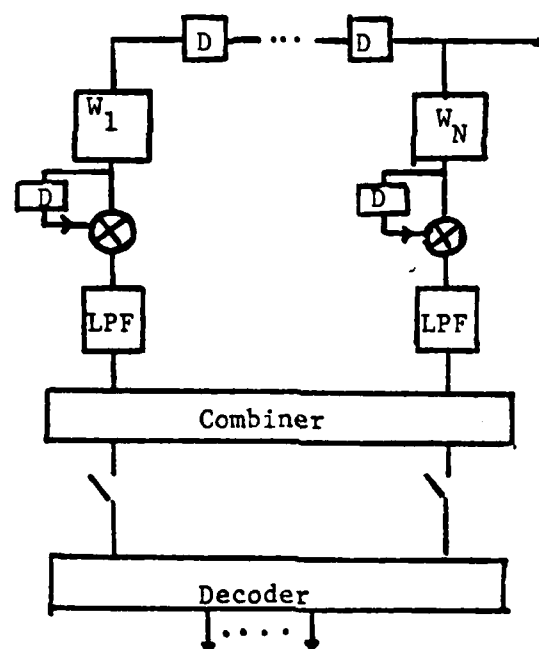 D ... D
W1 WN
D D
LPF LPF
Combiner
Decoder
....